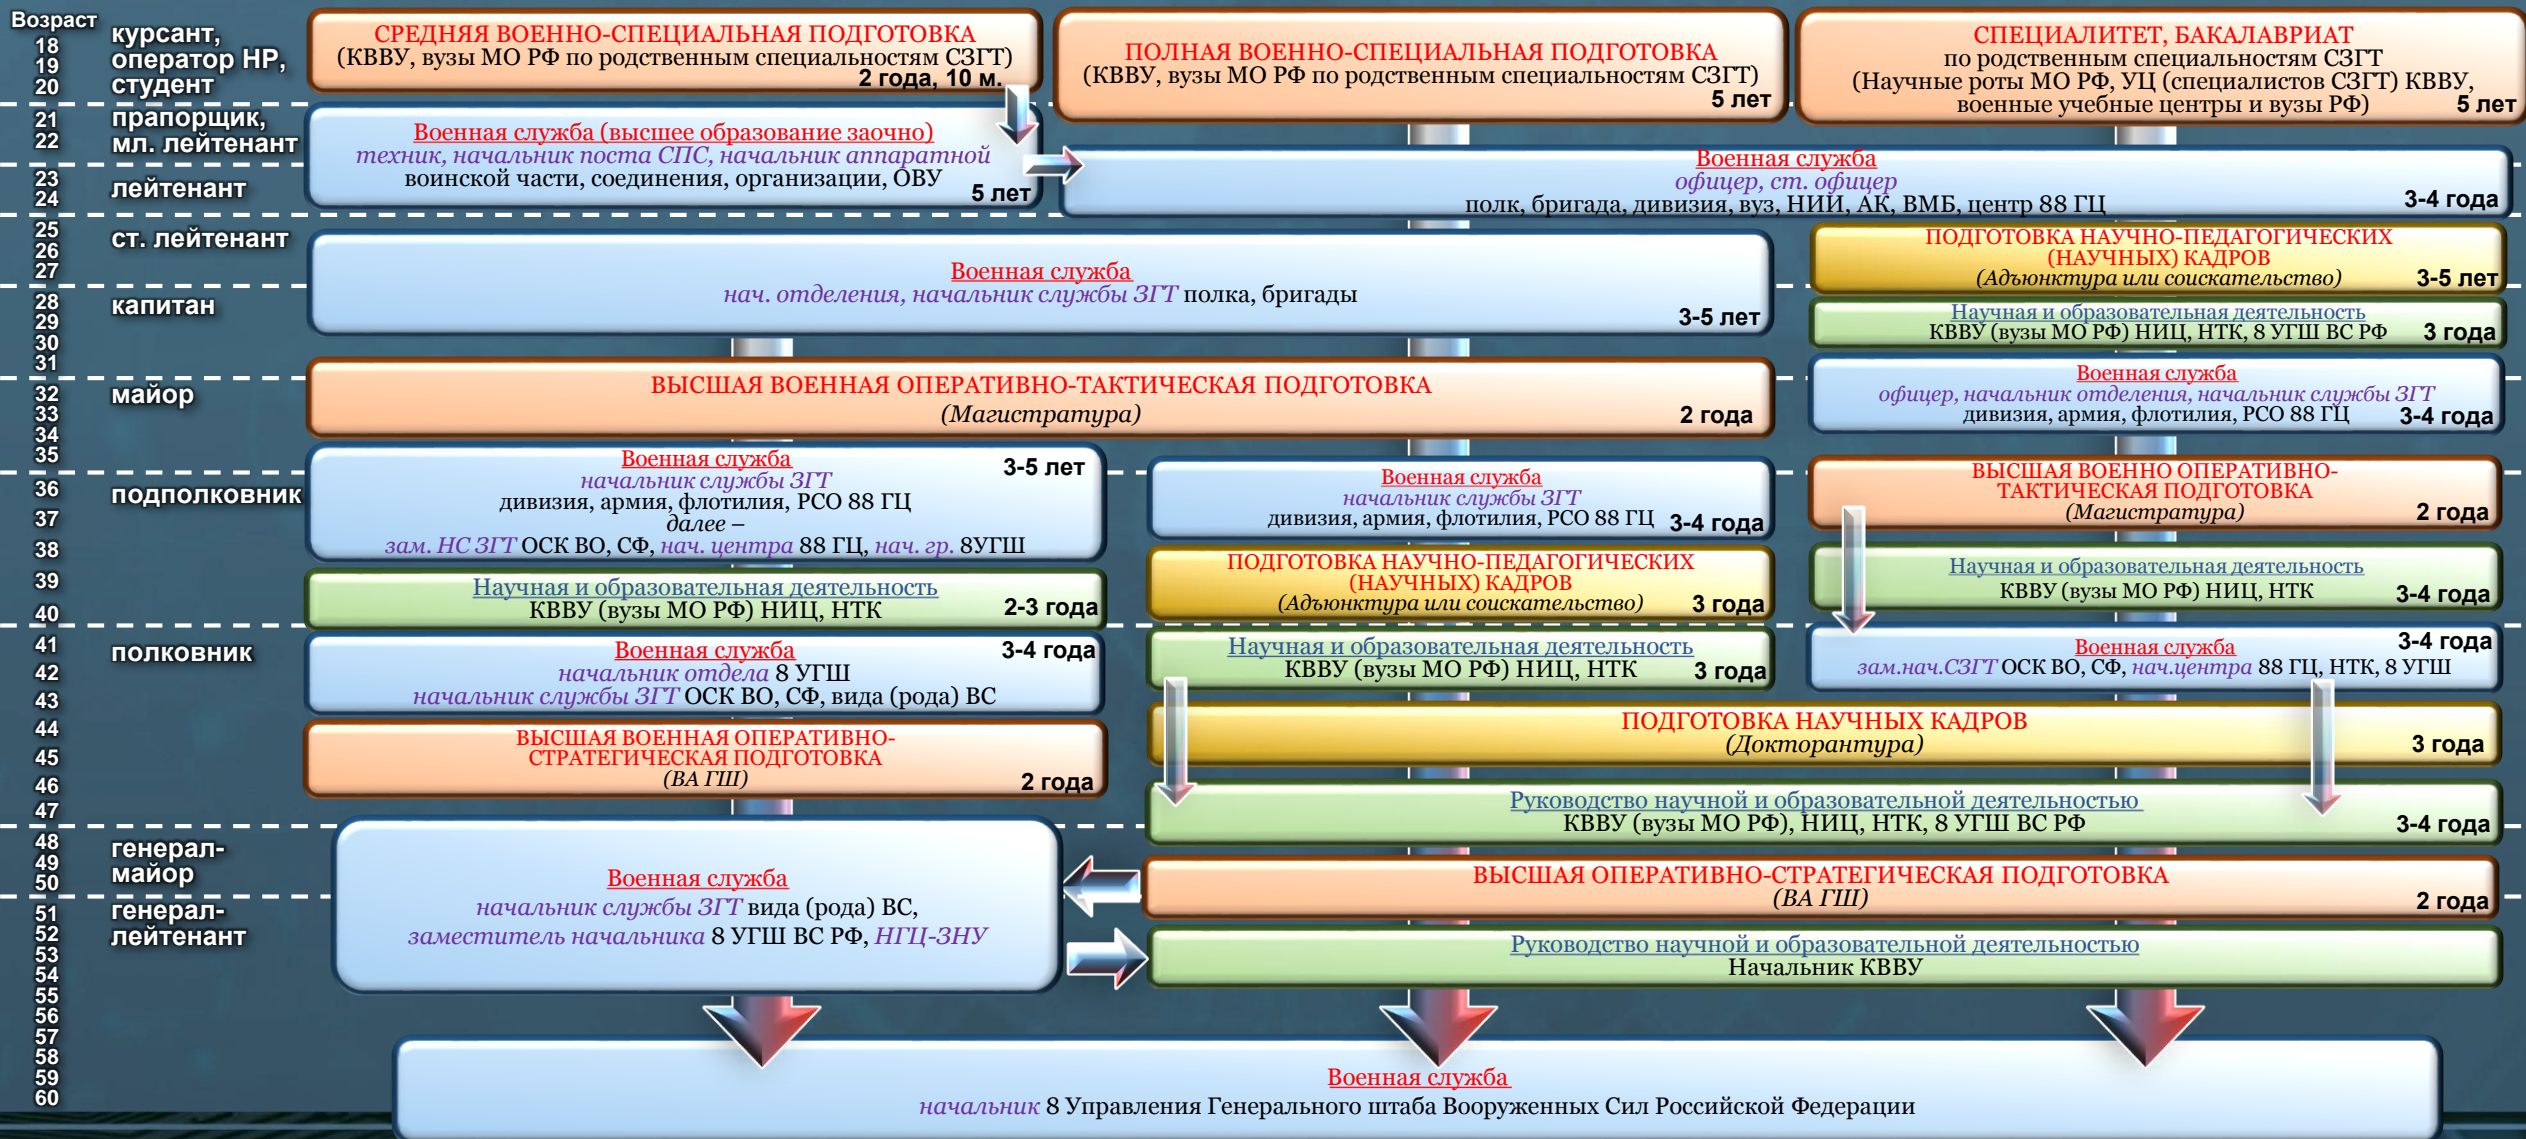 Возраст
18
19
20
21
22
23
24
25
26
27
28
29
30
31
32
33
34
35
36
37
38
39
40
41
42
43
44
45
46
47
48
49
50
51
52
53
54
55
56
57
58
59
60
курсант,
оператор НР,
студент
прапорщик,
мл. лейтенант
лейтенант
ст. лейтенант
капитан
майор
подполковник
полковник
генерал-
майор
генерал-
лейтенант
СРЕДНЯЯ ВОЕННО-СПЕЦИАЛЬНАЯ ПОДГОТОВКА
(КВВУ, вузы МО РФ по родственным специальностям СЗГТ)
2 года, 10 м.
ПОЛНАЯ ВОЕННО-СПЕЦИАЛЬНАЯ ПОДГОТОВКА
(КВВУ, вузы МО РФ по родственным специальностям СЗГТ)
5 лет
СПЕЦИАЛИТЕТ, БАКАЛАВРИАТ
по родственным специальностям СЗГТ
(Научные роты МО РФ, УЦ (специалистов СЗГТ) КВВУ,
военные учебные центры и вузы РФ)
5 лет
Военная служба (высшее образование заочно)
техник, начальник поста СПС, начальник аппаратной
воинской части, соединения, организации, ОВУ
5 лет
Военная служба
офицер, ст. офицер
полк, бригада, дивизия, вуз, НИИ, АК, ВМБ, центр 88 ГЦ
3-4 года
Военная служба
нач. отделения, начальник службы ЗГТ полка, бригады
3-5 лет
ПОДГОТОВКА НАУЧНО-ПЕДАГОГИЧЕСКИХ
(НАУЧНЫХ) КАДРОВ
(Адъюнктура или соискательство)
3-5 лет
Научная и образовательная деятельность
КВВУ (вузы МО РФ) НИЦ, НТК, 8 УГШ ВС РФ
3 года
ВЫСШАЯ ВОЕННАЯ ОПЕРАТИВНО-ТАКТИЧЕСКАЯ ПОДГОТОВКА
(Магистратура)
2 года
Военная служба
офицер, начальник отделения, начальник службы ЗГТ
дивизия, армия, флотилия, РСО 88 ГЦ
3-4 года
Военная служба
3-5 лет
начальник службы ЗГТ
дивизия, армия, флотилия, РСО 88 ГЦ
далее –
зам. НС ЗГТ ОСК ВО, СФ, нач. центра 88 ГЦ, нач. гр. 8УГШ
Военная служба
начальник службы ЗГТ
дивизия, армия, флотилия, РСО 88 ГЦ
3-4 года
ВЫСШАЯ ВОЕННО ОПЕРАТИВНО-
ТАКТИЧЕСКАЯ ПОДГОТОВКА
(Магистратура)
2 года
Научная и образовательная деятельность
КВВУ (вузы МО РФ) НИЦ, НТК
2-3 года
ПОДГОТОВКА НАУЧНО-ПЕДАГОГИЧЕСКИХ
(НАУЧНЫХ) КАДРОВ
(Адъюнктура или соискательство)
3 года
Научная и образовательная деятельность
КВВУ (вузы МО РФ) НИЦ, НТК
3-4 года
Военная служба
3-4 года
начальник отдела 8 УГШ
начальник службы ЗГТ ОСК ВО, СФ, вида (рода) ВС
Научная и образовательная деятельность
КВВУ (вузы МО РФ) НИЦ, НТК
3 года
Военная служба
3-4 года
зам.нач.СЗГТ ОСК ВО, СФ, нач.центра 88 ГЦ, НТК, 8 УГШ
ВЫСШАЯ ВОЕННАЯ ОПЕРАТИВНО-
СТРАТЕГИЧЕСКАЯ ПОДГОТОВКА
(ВА ГШ)
2 года
ПОДГОТОВКА НАУЧНЫХ КАДРОВ
(Докторантура)
3 года
Руководство научной и образовательной деятельностью
КВВУ (вузы МО РФ), НИЦ, НТК, 8 УГШ ВС РФ
3-4 года
Военная служба
начальник службы ЗГТ вида (рода) ВС,
заместитель начальника 8 УГШ ВС РФ, НГЦ-ЗНУ
ВЫСШАЯ ОПЕРАТИВНО-СТРАТЕГИЧЕСКАЯ ПОДГОТОВКА
(ВА ГШ)
2 года
Руководство научной и образовательной деятельностью
Начальник КВВУ
Военная служба
начальник 8 Управления Генерального штаба Вооруженных Сил Российской Федерации